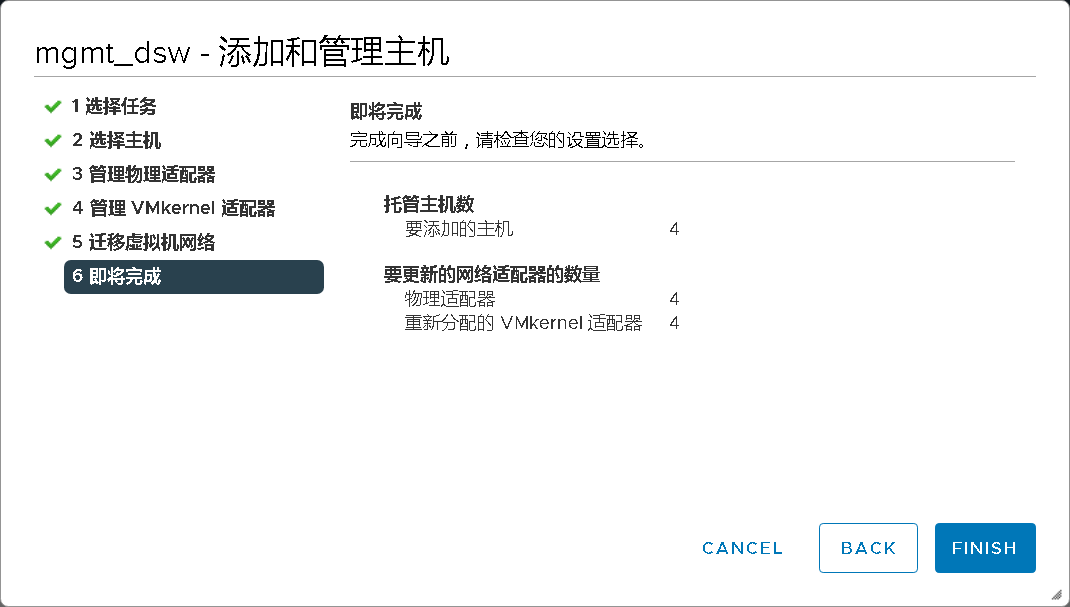 mgmt_dsw - 添加和管理主机
1 选择任务
2 选择主机
3 管理物理适配器
4 管理 VMkernel 适配器
5 迁移虚拟机网络
6 即将完成
即将完成
完成向导之前，请检查您的设置选择。
托管主机数
要添加的主机 4
要更新的网络适配器的数量
物理适配器 4
重新分配的 VMkernel 适配器 4
CANCEL BACK FINISH